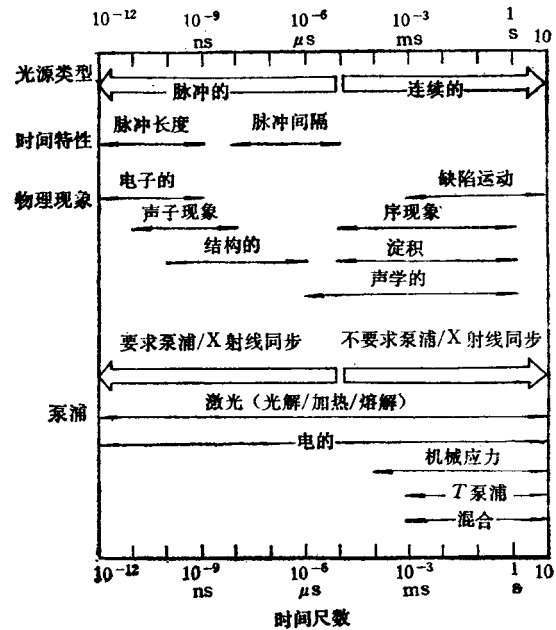 10⁻¹² 10⁻⁹ 10⁻⁶ 10⁻³ 1 10
ns μs ms s
光源类型
脉冲的 连续的
时间特性 脉冲长度 脉冲间隔
物理现象 电子的 缺陷运动
声子现象 序现象
结构的 淀积
声学的
要求泵浦/X 射线同步 不要求泵浦/X 射线同步
泵浦 激光（光解/加热/熔解）
电的
机械应力
T 泵浦
混合
10⁻¹² 10⁻⁹ 10⁻⁶ 10⁻³ 1 10
ns μs ms s
时间尺数